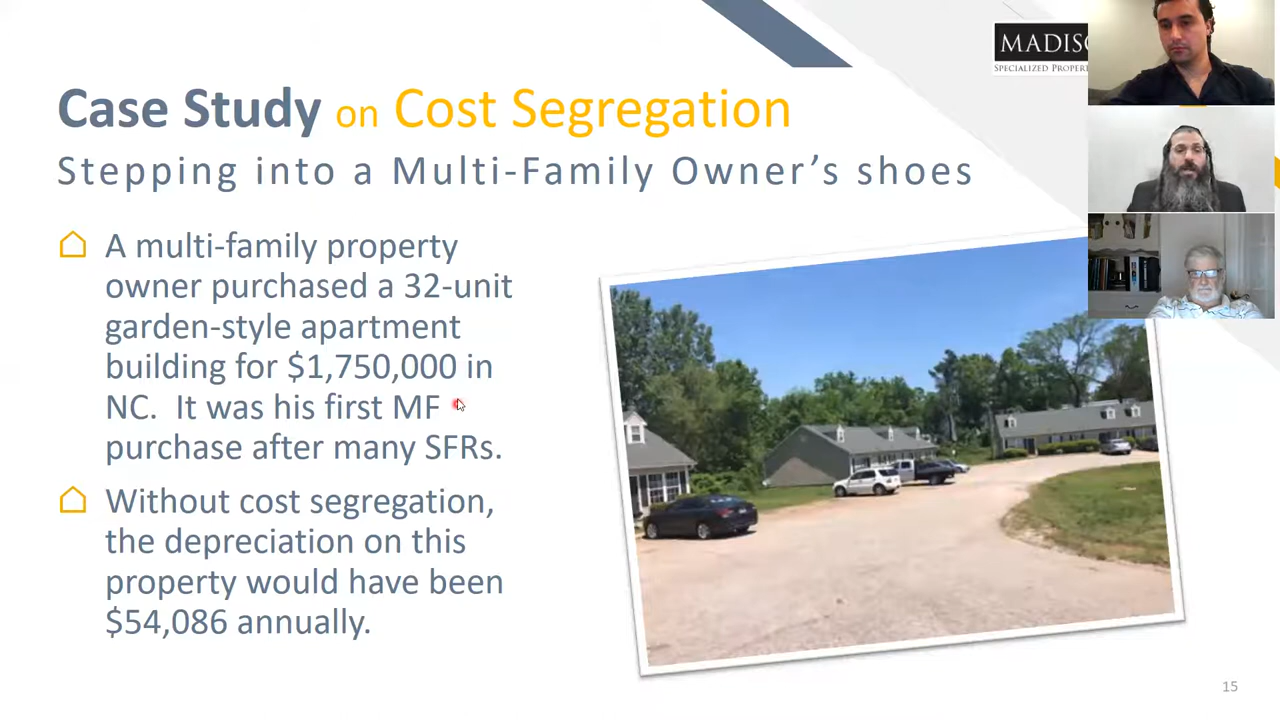 Case Study on Cost Segregation
Stepping into a Multi-Family Owner’s shoes
A multi-family property
owner purchased a 32-unit
garden-style apartment
building for $1,750,000 in
NC. It was his first MF
purchase after many SFRs.
Without cost segregation,
the depreciation on this
property would have been
$54,086 annually.
SPECIALIZED
15